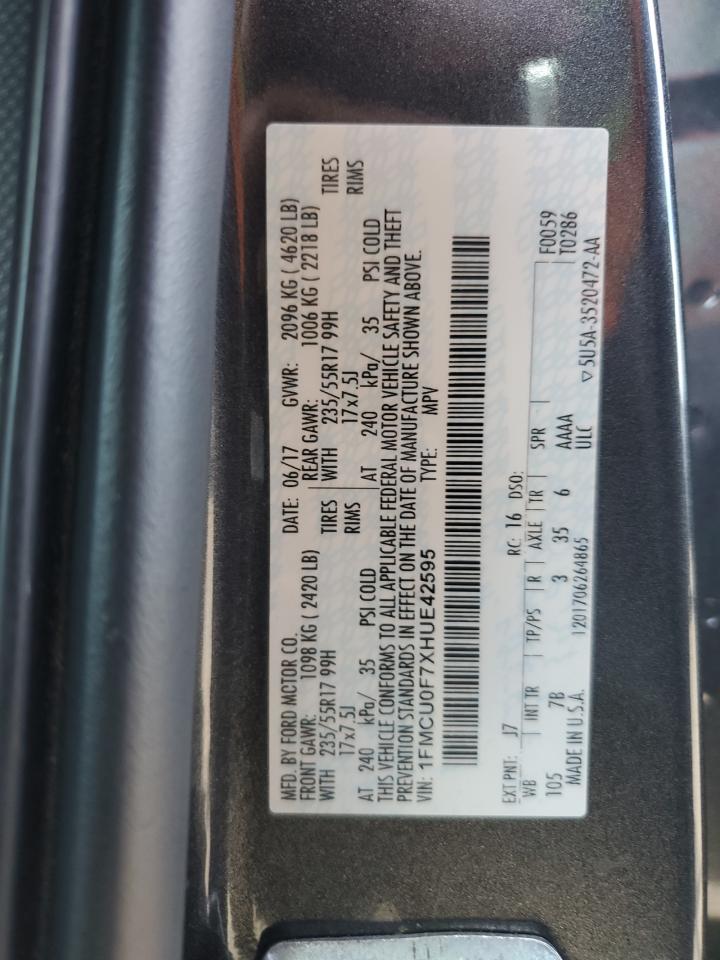 MFD. BY FORD MOTOR CO. DATE: 06/17 GVWR: 2096 KG ( 4620 LB)
FRONT GAWR: 1098 KG ( 2420 LB) REAR GAWR: 1006 KG ( 2218 LB)
WITH 235/55R17 99H TIRES WITH 235/55R17 99H TIRES
17x7.5J RIMS 17x7.5J RIMS
AT 240 kPa/ 35 PSI COLD AT 240 kPa/ 35 PSI COLD
THIS VEHICLE CONFORMS TO ALL APPLICABLE FEDERAL MOTOR VEHICLE SAFETY AND THEFT
PREVENTION STANDARDS IN EFFECT ON THE DATE OF MANUFACTURE SHOWN ABOVE.
VIN: 1FMCU0F7XHUE42595 TYPE: MPV
EXT PNT: J7 RC: 16 DSO:
WB INT TR TP/PS R AXLE TR SPR F0059
105 7B 3 35 6 AAAA T0286
ULC
MADE IN U.S.A. 1201706264865 ▽5U5A-3520472-AA